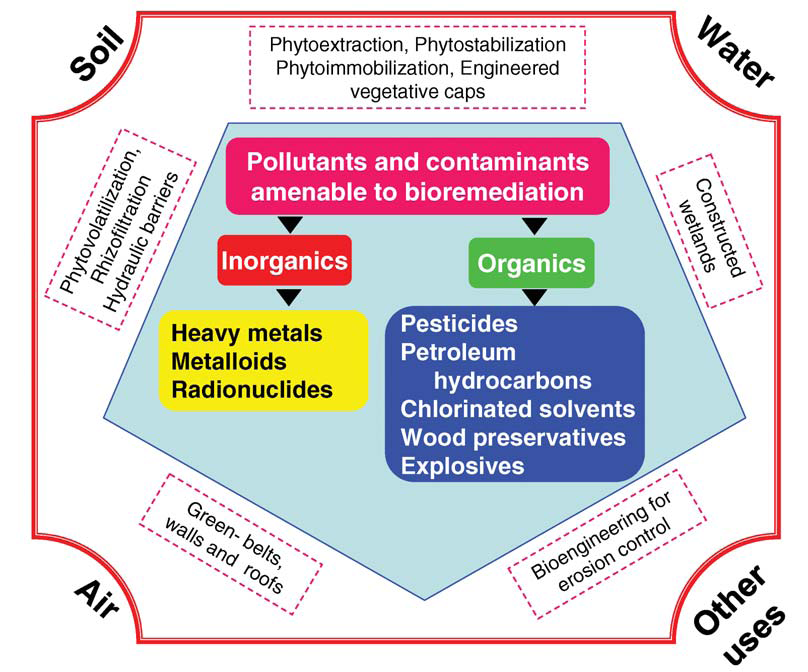 Soil
Water
Phytoextraction, Phytostabilization
Phytoimmobilization, Engineered
vegetative caps
Phytovolatilization,
Rhizofiltration
Hydraulic barriers
Pollutants and contaminants
amenable to bioremediation
Constructed
wetlands
Inorganics
Organics
Heavy metals
Metalloids
Radionuclides
Pesticides
Petroleum
hydrocarbons
Chlorinated solvents
Wood preservatives
Explosives
Green- belts,
walls and roofs
Bioengineering for
erosion control
Air
Other
uses